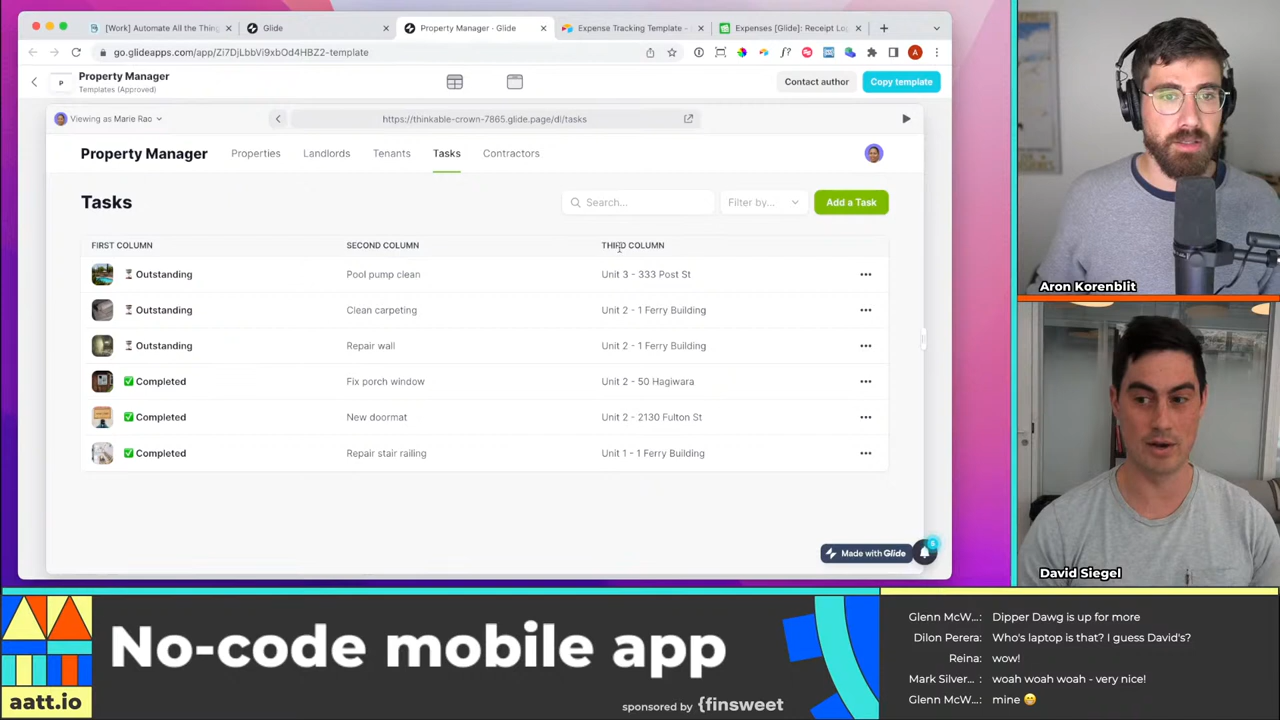 [Work] Automate All the Thin
Glide
Property Manager - Glide
Expense Tracking Template -
Expenses [Glide]: Receipt Lo
go.glideapps.com/app/Zi7DjLbbVi9xbOd4HBZ2-template
A
P
Property Manager
Templates (Approved)
Contact author
Copy template
Viewing as Marie Rao
https://thinkable-crown-7865.glide.page/dl/tasks
Property Manager
Properties
Landlords
Tenants
Tasks
Contractors
Tasks
Search...
Filter by...
Add a Task
FIRST COLUMN
SECOND COLUMN
THIRD COLUMN
⏳ Outstanding
Pool pump clean
Unit 3 - 333 Post St
⏳ Outstanding
Clean carpeting
Unit 2 - 1 Ferry Building
⏳ Outstanding
Repair wall
Unit 2 - 1 Ferry Building
✅ Completed
Fix porch window
Unit 2 - 50 Hagiwara
✅ Completed
New doormat
Unit 2 - 2130 Fulton St
✅ Completed
Repair stair railing
Unit 1 - 1 Ferry Building
Made with Glide
Aron Korenblit
David Siegel
aatt.io
No-code mobile app
sponsored by {finsweet
Glenn McW...: Dipper Dawg is up for more
Dilon Perera: Who's laptop is that? I guess David's?
Reina: wow!
Mark Silver... : woah woah woah - very nice!
Glenn McW...: mine 😁